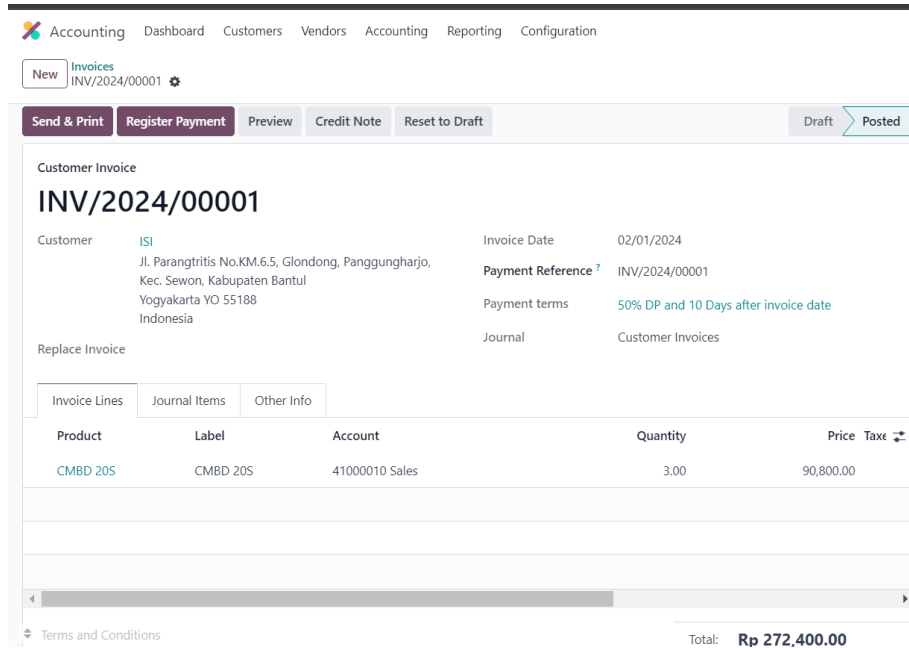 Accounting Dashboard Customers Vendors Accounting Reporting Configuration
New Invoices
INV/2024/00001
Send & Print Register Payment Preview Credit Note Reset to Draft Draft Posted
Customer Invoice
INV/2024/00001
Customer ISI Invoice Date 02/01/2024
Jl. Parangtritis No.KM.6.5, Glondong, Panggungharjo,
Kec. Sewon, Kabupaten Bantul Payment Reference ? INV/2024/00001
Yogyakarta YO 55188 Payment terms 50% DP and 10 Days after invoice date
Indonesia
Journal Customer Invoices
Replace Invoice
Invoice Lines Journal Items Other Info
Product Label Account Quantity Price Taxe
CMBD 20S CMBD 20S 41000010 Sales 3.00 90,800.00
Terms and Conditions
Total: Rp 272,400.00